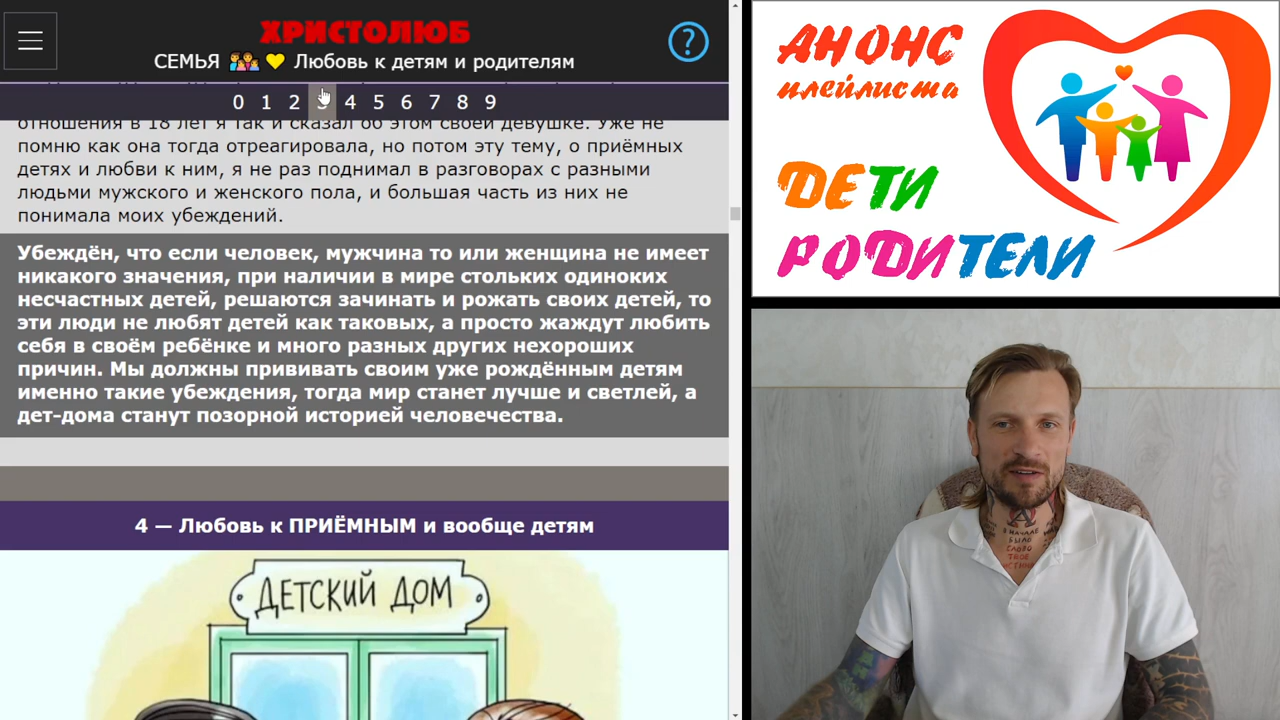 ХРИСТОЛЮБ
СЕМЬЯ Любовь к детям и родителям
0 1 2 3 4 5 6 7 8 9
отношения в 18 лет я так и сказал об этом своей девушке. Уже не
помню как она тогда отреагировала, но потом эту тему, о приёмных
детях и любви к ним, я не раз поднимал в разговорах с разными
людьми мужского и женского пола, и большая часть из них не
понимала моих убеждений.
Убеждён, что если человек, мужчина то или женщина не имеет
никакого значения, при наличии в мире стольких одиноких
несчастных детей, решаются зачинать и рожать своих детей, то
эти люди не любят детей как таковых, а просто жаждут любить
себя в своём ребёнке и много разных других нехороших
причин. Мы должны прививать своим уже рождённым детям
именно такие убеждения, тогда мир станет лучше и светлей, а
дет-дома станут позорной историей человечества.
4 — Любовь к ПРИЁМНЫМ и вообще детям
ДЕТСКИЙ ДОМ
АНОНС
плейлиста
ДЕТИ
РОДИТЕЛИ
В НАЧАЛЕ
БЫЛО
СЛОВО
ТВОЕ